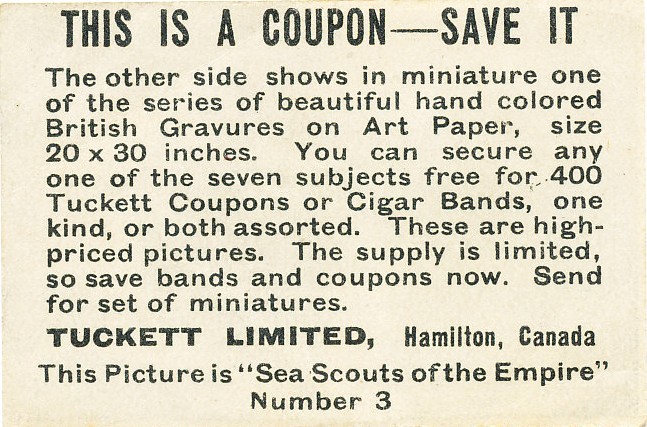 THIS IS A COUPON—SAVE IT
The other side shows in miniature one
of the series of beautiful hand colored
British Gravures on Art Paper, size
20 x 30 inches. You can secure any
one of the seven subjects free for 400
Tuckett Coupons or Cigar Bands, one
kind, or both assorted. These are high-
priced pictures. The supply is limited,
so save bands and coupons now. Send
for set of miniatures.
TUCKETT LIMITED, Hamilton, Canada
This Picture is "Sea Scouts of the Empire"
Number 3